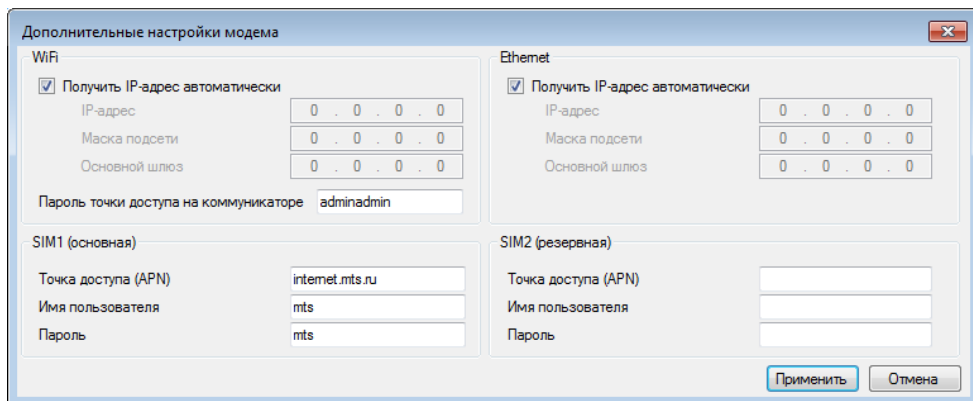 Дополнительные настройки модема
WiFi
Получить IP-адрес автоматически
IP-адрес 0 . 0 . 0 . 0
Маска подсети 0 . 0 . 0 . 0
Основной шлюз 0 . 0 . 0 . 0
Пароль точки доступа на коммуникаторе adminadmin
Ethernet
Получить IP-адрес автоматически
IP-адрес 0 . 0 . 0 . 0
Маска подсети 0 . 0 . 0 . 0
Основной шлюз 0 . 0 . 0 . 0
SIM1 (основная)
Точка доступа (APN) internet.mts.ru
Имя пользователя mts
Пароль mts
SIM2 (резервная)
Точка доступа (APN)
Имя пользователя
Пароль
Применить Отмена